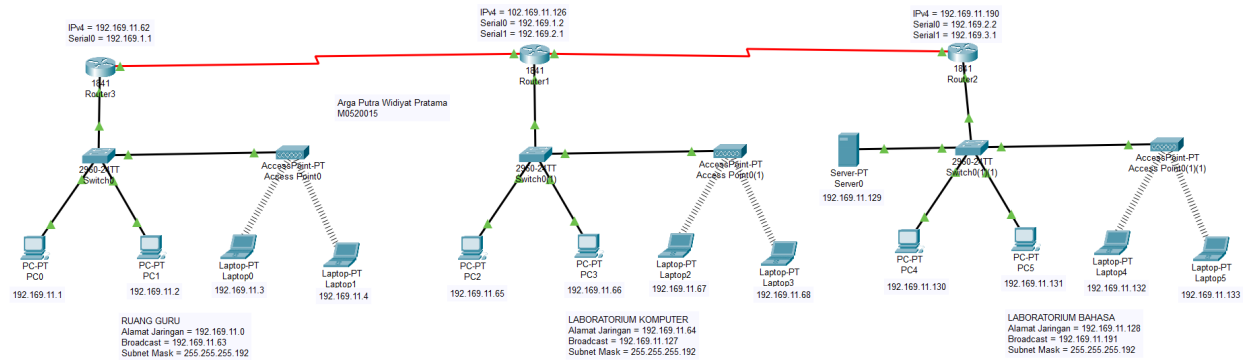 IPv4 = 192.169.11.62
Serial0 = 192.169.1.1
IPv4 = 102.169.11.126
Serial0 = 192.169.1.2
Serial1 = 192.169.2.1
IPv4 = 192.169.11.190
Serial0 = 192.169.2.2
Serial1 = 192.169.3.1
1841
Router3
1841
Router1
1841
Router2
Arga Putra Widiyat Pratama
M0520015
2950-24TT
Switch0
AccessPoint-PT
Access Point0
2950-24TT
Switch0(1)
AccessPoint-PT
Access Point0(1)
Server-PT
Server0
192.169.11.129
2950-24TT
Switch0(1)(1)
AccessPoint-PT
Access Point0(1)(1)
PC-PT
PC0
192.169.11.1
PC-PT
PC1
192.169.11.2
Laptop-PT
Laptop0
192.169.11.3
Laptop-PT
Laptop1
192.169.11.4
PC-PT
PC2
192.169.11.65
PC-PT
PC3
192.169.11.66
Laptop-PT
Laptop2
192.169.11.67
Laptop-PT
Laptop3
192.169.11.68
PC-PT
PC4
192.169.11.130
PC-PT
PC5
192.169.11.131
Laptop-PT
Laptop4
192.169.11.132
Laptop-PT
Laptop5
192.169.11.133
RUANG GURU
Alamat Jaringan = 192.169.11.0
Broadcast = 192.169.11.63
Subnet Mask = 255.255.255.192
LABORATORIUM KOMPUTER
Alamat Jaringan = 192.169.11.64
Broadcast = 192.169.11.127
Subnet Mask = 255.255.255.192
LABORATORIUM BAHASA
Alamat Jaringan = 192.169.11.128
Broadcast = 192.169.11.191
Subnet Mask = 255.255.255.192